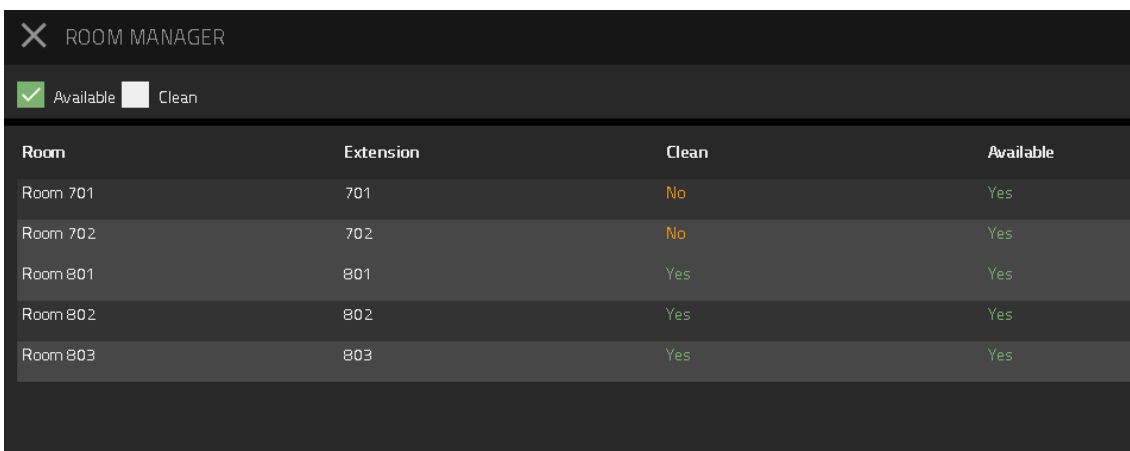 ROOM MANAGER
Available Clean
Room Extension Clean Available
Room 701 701 No Yes
Room 702 702 No Yes
Room 801 801 Yes Yes
Room 802 802 Yes Yes
Room 803 803 Yes Yes